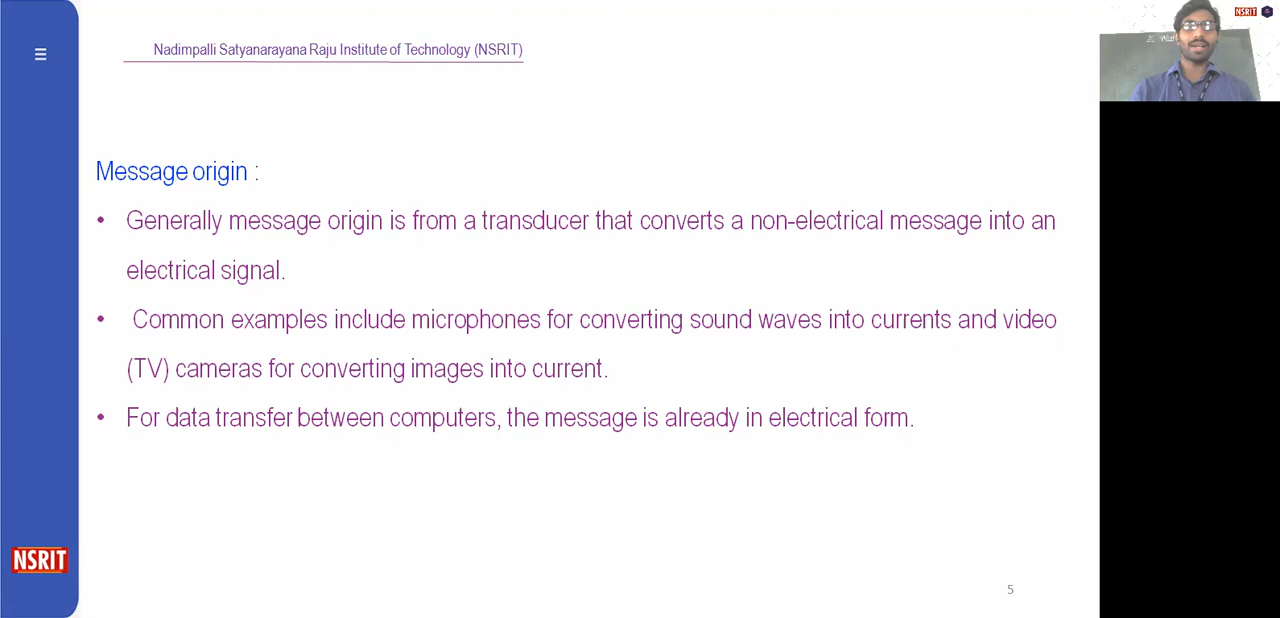 Nadimpalli Satyanarayana Raju Institute of Technology (NSRIT)
NSRIT
Message origin :
• Generally message origin is from a transducer that converts a non-electrical message into an
electrical signal.
• Common examples include microphones for converting sound waves into currents and video
(TV) cameras for converting images into current.
• For data transfer between computers, the message is already in electrical form.
NSRIT
5